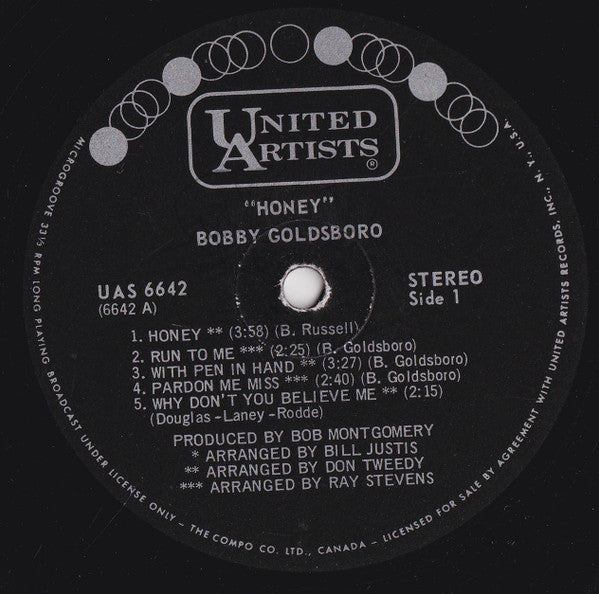 UNITED
ARTISTS®
"HONEY"
BOBBY GOLDSBORO
UAS 6642
(6642 A)
STEREO
Side 1
1. HONEY ** (3:58) (B. Russell)
2. RUN TO ME *** (2:25) (B. Goldsboro)
3. WITH PEN IN HAND ** (3:27) (B. Goldsboro)
4. PARDON ME MISS *** (2:40) (B. Goldsboro)
5. WHY DON'T YOU BELIEVE ME ** (2:15)
(Douglas-Laney-Rodde)
PRODUCED BY BOB MONTGOMERY
* ARRANGED BY BILL JUSTIS
** ARRANGED BY DON TWEEDY
*** ARRANGED BY RAY STEVENS
MICROGROOVE 33⅓ RPM LONG PLAYING BROADCAST UNDER LICENSE ONLY - THE COMPO CO. LTD., CANADA - LICENSED FOR SALE BY AGREEMENT WITH UNITED ARTISTS RECORDS, INC., N.Y., U.S.A.